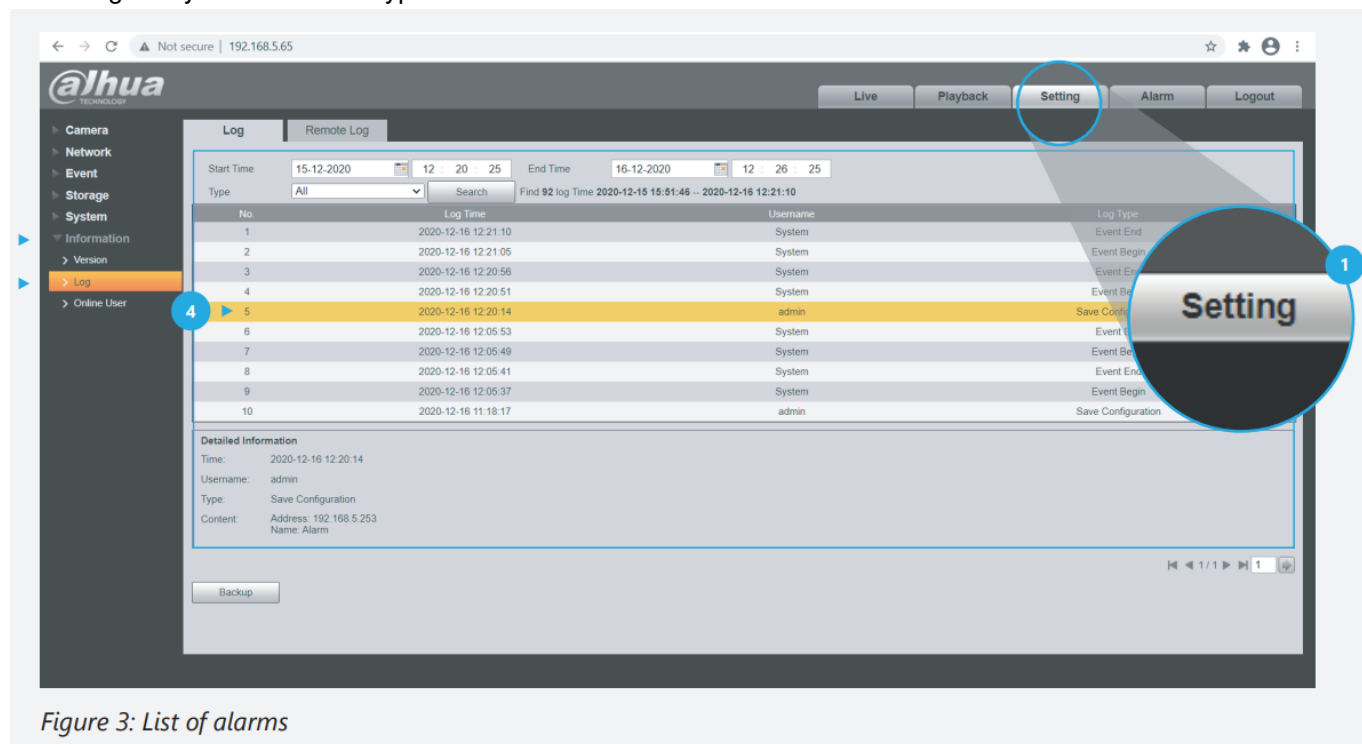 Not secure | 192.168.5.65
alhua
TECHNOLOGY
Live Playback Setting Alarm Logout
Camera
Network
Event
Storage
System
Information
Version
Log
Online User
Log Remote Log
Start Time 15-12-2020 12 : 20 : 25 End Time 16-12-2020 12 : 26 : 25
Type All Search Find 92 log Time 2020-12-15 15:51:46 -- 2020-12-16 12:21:10
No. Log Time Username Log Type
1 2020-12-16 12:21:10 System Event End
2 2020-12-16 12:21:05 System Event Begin
3 2020-12-16 12:20:56 System Event
4 2020-12-16 12:20:51 System Event
4 5 2020-12-16 12:20:14 admin Save
6 2020-12-16 12:05:53 System Event
7 2020-12-16 12:05:49 System Event
8 2020-12-16 12:05:41 System Event End
9 2020-12-16 12:05:37 System Event Begin
10 2020-12-16 11:18:17 admin Save Configuration
1
Setting
Detailed Information
Time: 2020-12-16 12:20:14
Username: admin
Type: Save Configuration
Content: Address: 192.168.5.253
Name: Alarm
1/1 1
Backup
Figure 3: List of alarms